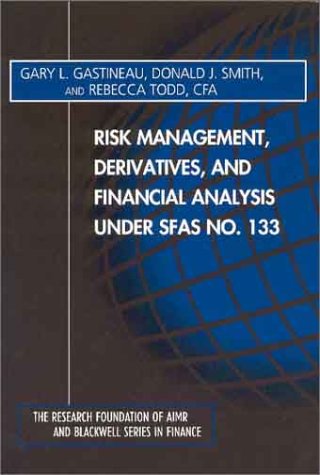 GARY L. GASTINEAU, DONALD J. SMITH,
AND REBECCA TODD, CFA
RISK MANAGEMENT,
DERIVATIVES, AND
FINANCIAL ANALYSIS
UNDER SFAS NO. 133
THE RESEARCH FOUNDATION OF AIMR
AND BLACKWELL SERIES IN FINANCE